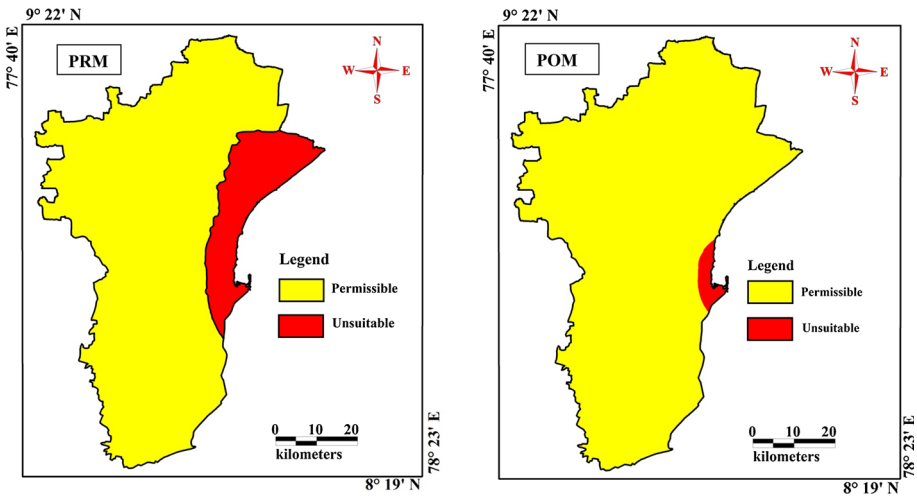 9° 22' N
77° 40' E
PRM
N
W E
S
Legend
Permissible
Unsuitable
0 10 20
kilometers
78° 23' E
8° 19' N
9° 22' N
77° 40' E
POM
N
W E
S
Legend
Permissible
Unsuitable
0 10 20
kilometers
78° 23' E
8° 19' N